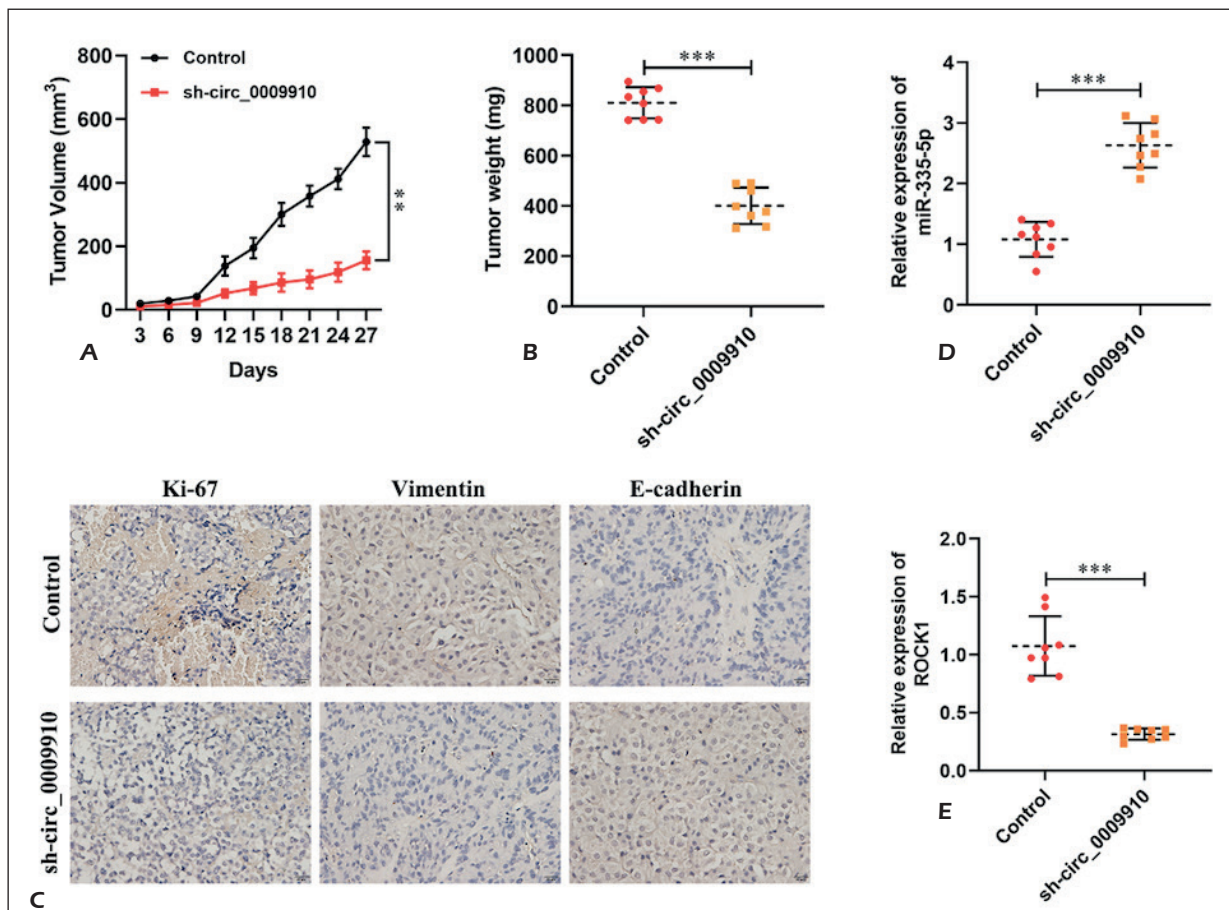 Control
sh-circ_0009910
Tumor Volume (mm³)
800
600
400
200
0
3 6 9 12 15 18 21 24 27
Days
**
A
Tumor weight (mg)
1000
800
600
400
200
0
***
Control
sh-circ_0009910
B
Relative expression of
miR-335-5p
4
3
2
1
0
***
Control
sh-circ_0009910
D
Ki-67 Vimentin E-cadherin
Control
sh-circ_0009910
C
Relative expression of
ROCK1
2.0
1.5
1.0
0.5
0.0
***
Control
sh-circ_0009910
E